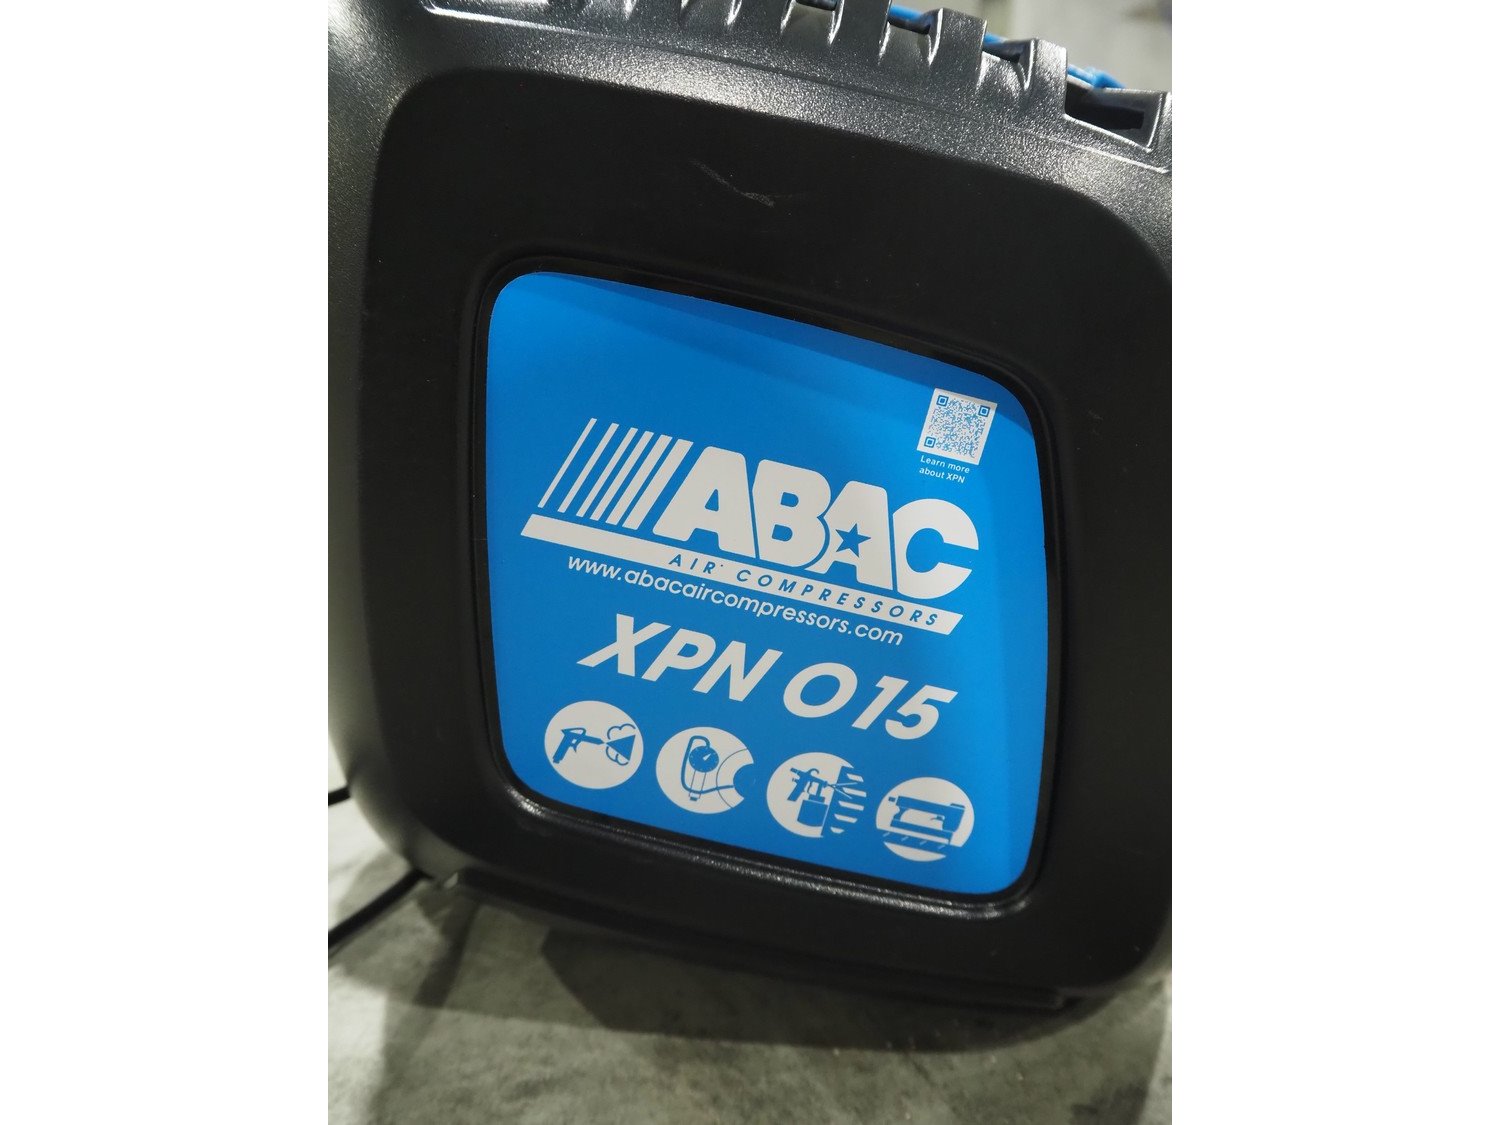 Learn more
about XPN
ABAC
AIR COMPRESSORS
www.abacaircompressors.com
XPN O15